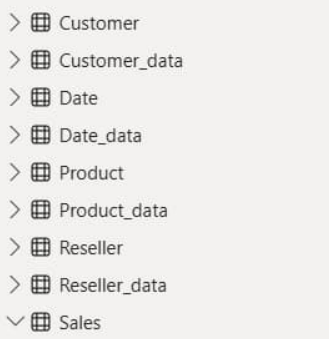 Customer
Customer_data
Date
Date_data
Product
Product_data
Reseller
Reseller_data
Sales